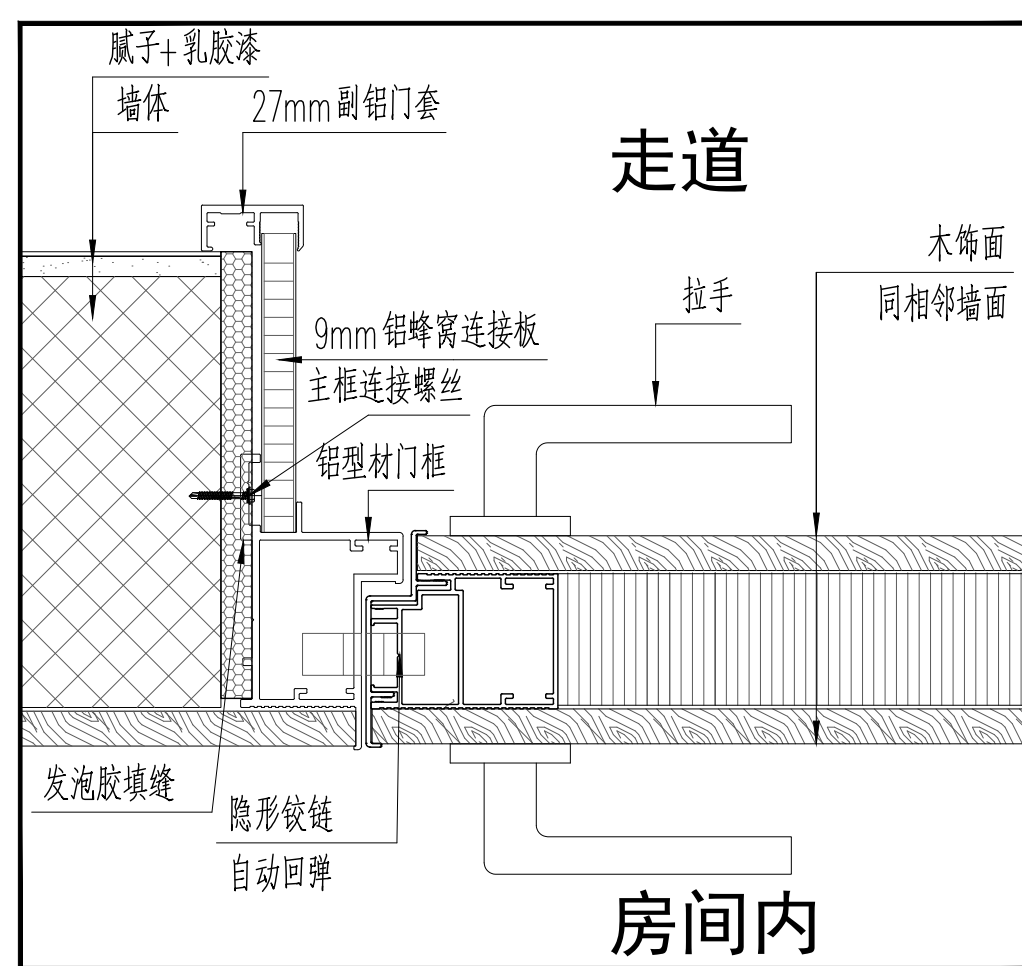 腻子+乳胶漆
墙体
27mm副铝门套
走道
木饰面
同相邻墙面
拉手
9mm铝蜂窝连接板
主框连接螺丝
铝型材门框
发泡胶填缝
隐形铰链
自动回弹
房间内